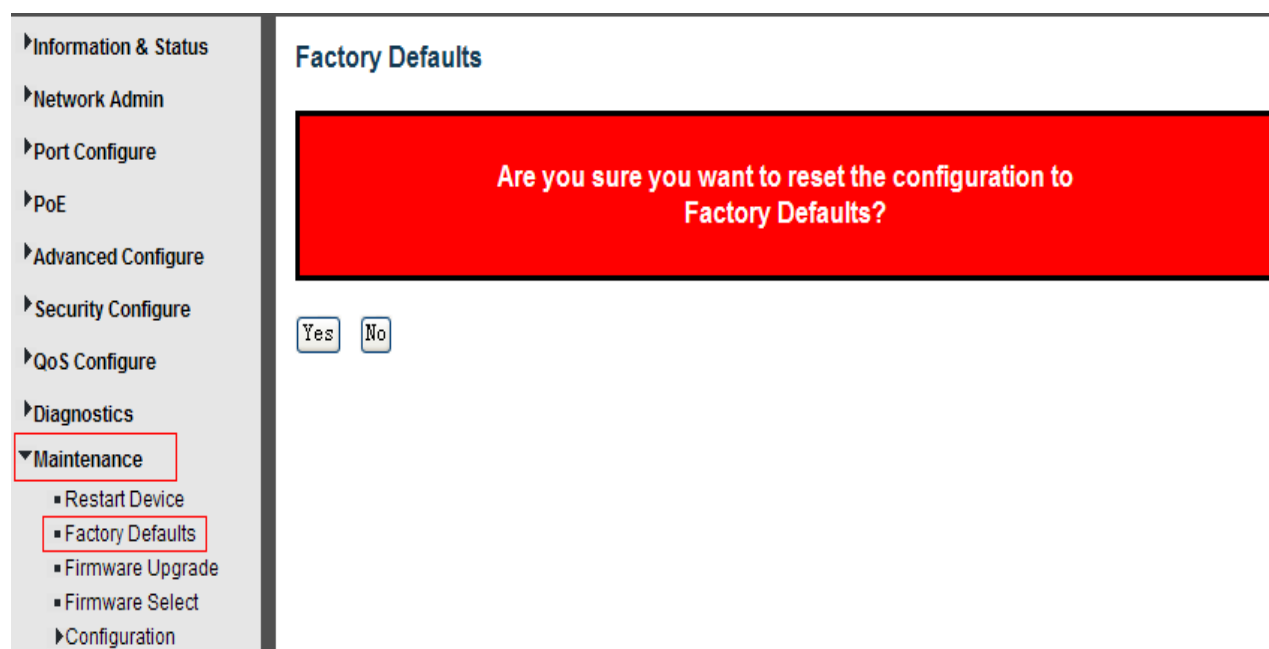 Information & Status
Network Admin
Port Configure
PoE
Advanced Configure
Security Configure
QoS Configure
Diagnostics
Maintenance
Restart Device
Factory Defaults
Firmware Upgrade
Firmware Select
Configuration
Factory Defaults
Are you sure you want to reset the configuration to
Factory Defaults?
Yes No